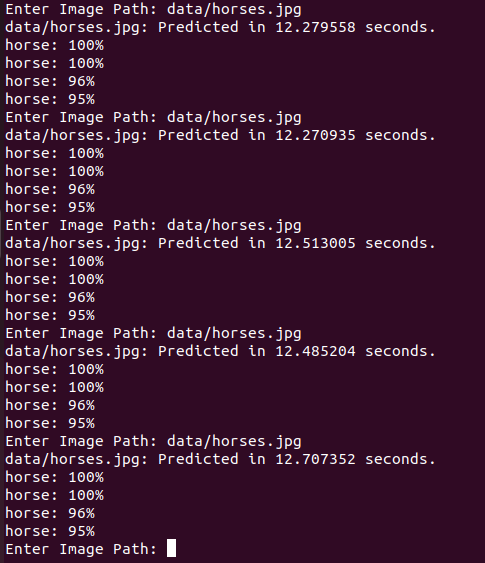 Enter Image Path: data/horses.jpg
data/horses.jpg: Predicted in 12.279558 seconds.
horse: 100%
horse: 100%
horse: 96%
horse: 95%
Enter Image Path: data/horses.jpg
data/horses.jpg: Predicted in 12.270935 seconds.
horse: 100%
horse: 100%
horse: 96%
horse: 95%
Enter Image Path: data/horses.jpg
data/horses.jpg: Predicted in 12.513005 seconds.
horse: 100%
horse: 100%
horse: 96%
horse: 95%
Enter Image Path: data/horses.jpg
data/horses.jpg: Predicted in 12.485204 seconds.
horse: 100%
horse: 100%
horse: 96%
horse: 95%
Enter Image Path: data/horses.jpg
data/horses.jpg: Predicted in 12.707352 seconds.
horse: 100%
horse: 100%
horse: 96%
horse: 95%
Enter Image Path: